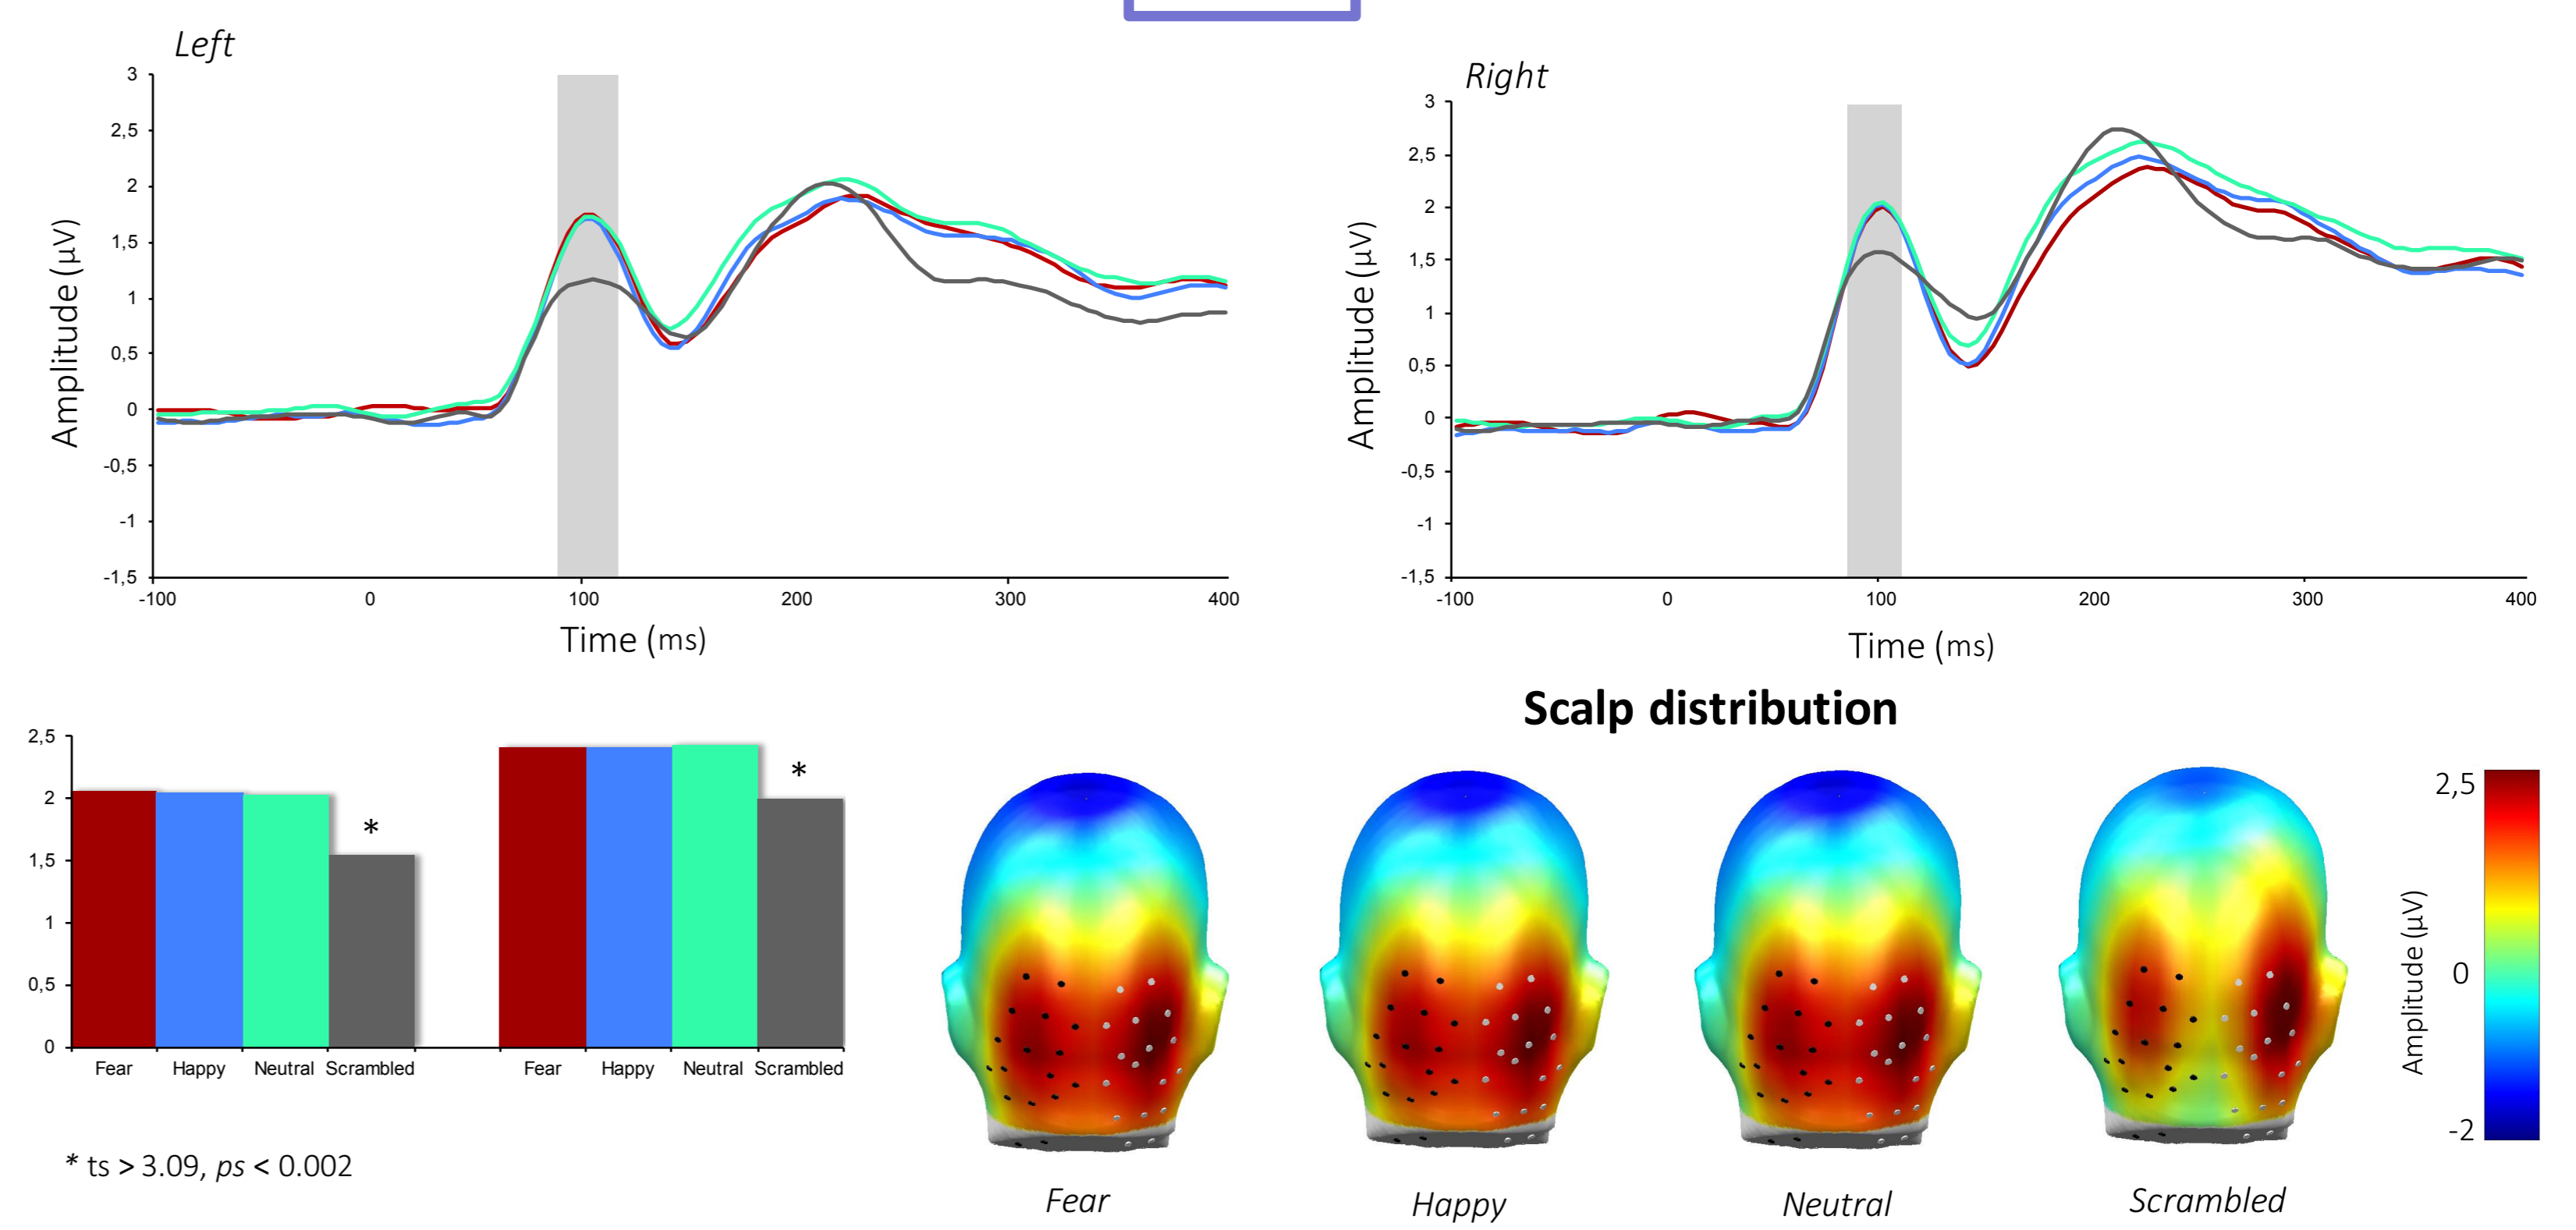 Left
3
2,5
2
1,5
1
0,5
0
-0,5
-1
-1,5
Amplitude (µV)
-100 0 100 200 300 400
Time (ms)
Right
3
2,5
2
1,5
1
0,5
0
-0,5
-1
-1,5
Amplitude (µV)
-100 0 100 200 300 400
Time (ms)
2,5
2
1,5
1
0,5
0
*
*
Fear Happy Neutral Scrambled Fear Happy Neutral Scrambled
* ts > 3.09, ps < 0.002
Scalp distribution
Fear Happy Neutral Scrambled
2,5
0
-2
Amplitude (µV)